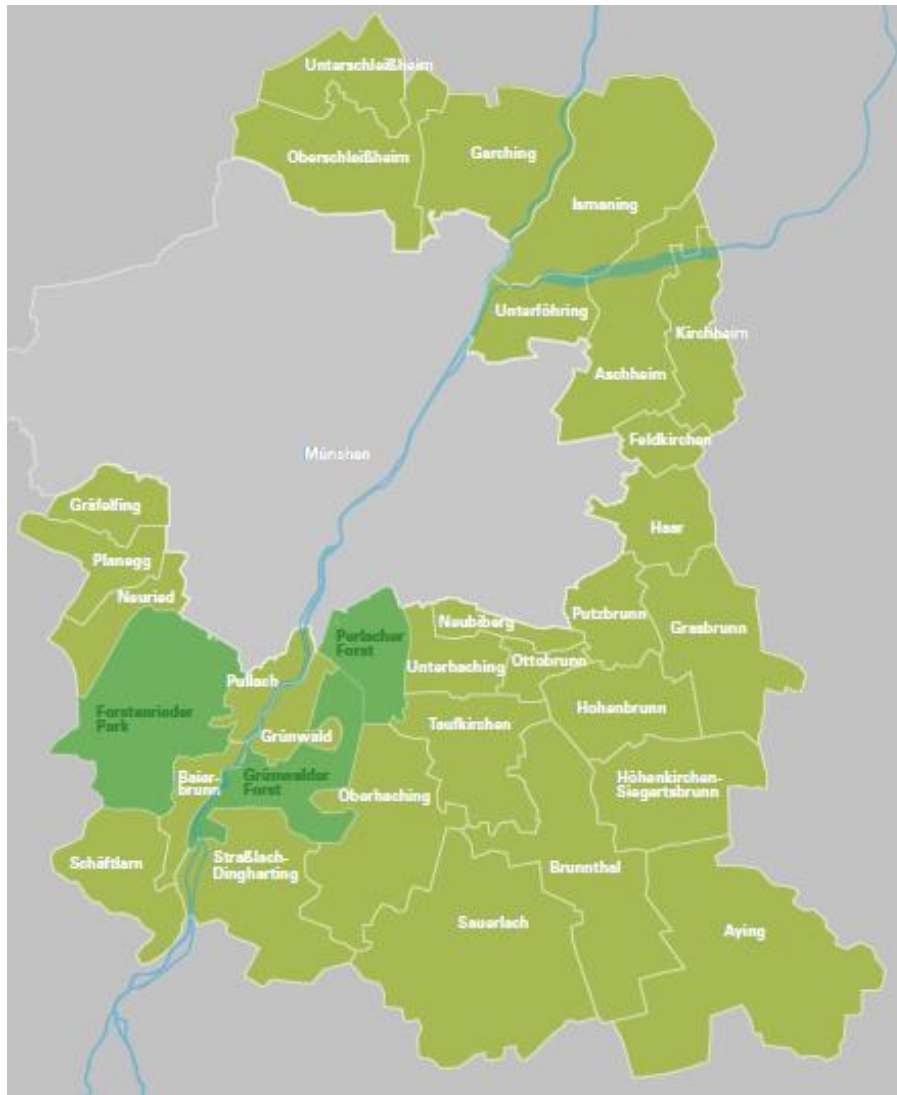 Unterschleißheim
Oberschleißheim
Garching
Ismaning
Unterföhring
Kirchheim
Aschheim
Feldkirchen
München
Gräfelfing
Haar
Planegg
Neuried
Putzbrunn
Neubiberg
Grasbrunn
Perlacher
Forst
Ottobrunn
Unterhaching
Pullach
Hohenbrunn
Forstenrieder
Park
Taufkirchen
Grünwald
Baier-
brunn
Grünwalder
Forst
Höhenkirchen-
Siegertsbrunn
Oberhaching
Schäftlarn
Straßlach-
Dingharting
Brunnthal
Sauerlach
Aying